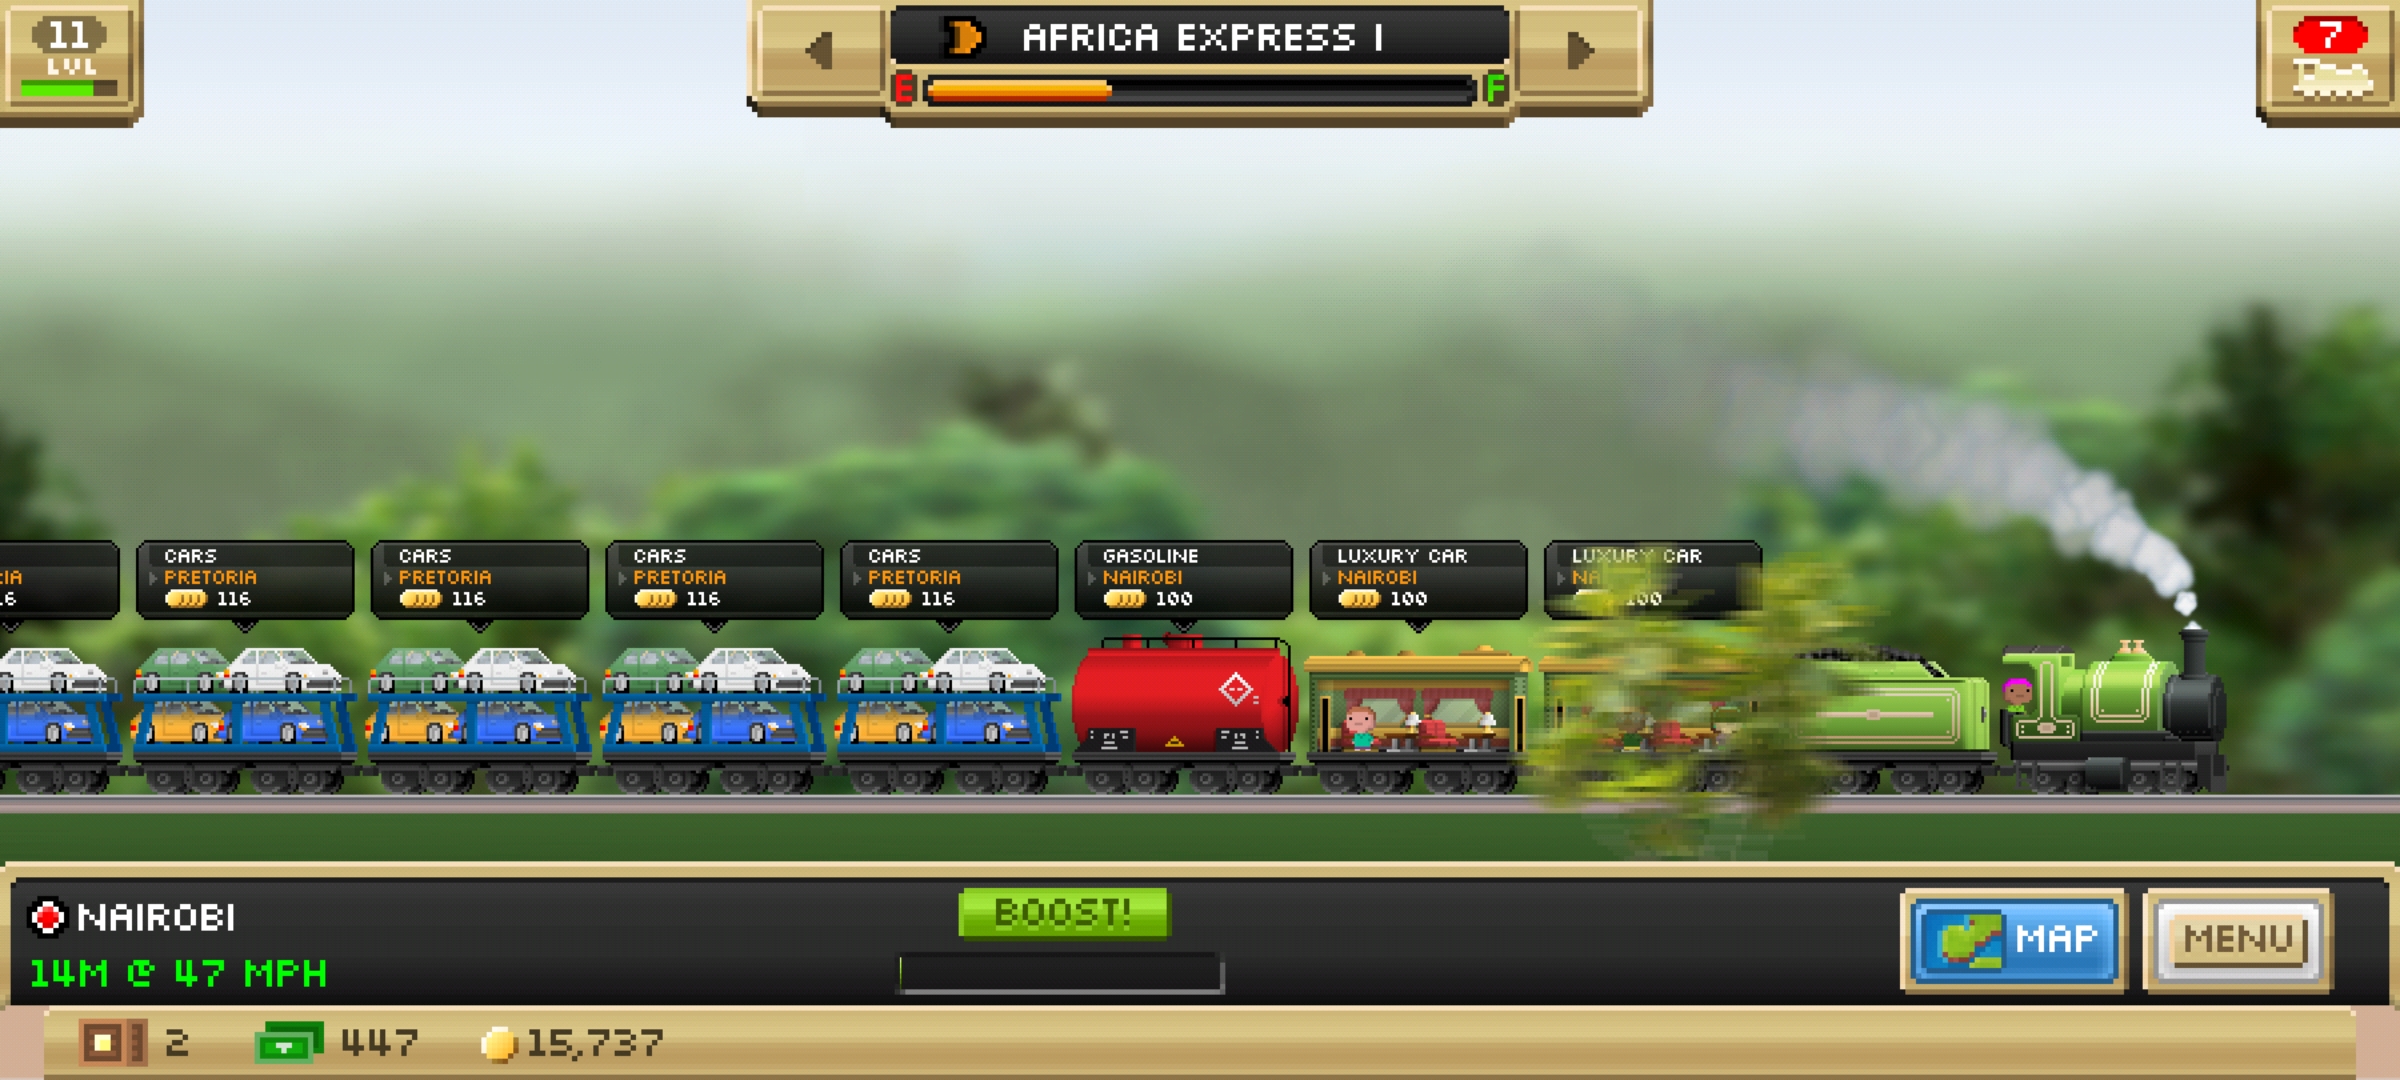 11
LVL
AFRICA EXPRESS I
E
F
7
CARS
PRETORIA
116
CARS
PRETORIA
116
CARS
PRETORIA
116
CARS
PRETORIA
116
GASOLINE
NAIROBI
100
LUXURY CAR
NAIROBI
100
LUXURY CAR
100
NAIROBI
14M @ 47 MPH
BOOST!
MAP
MENU
2
447
15,737